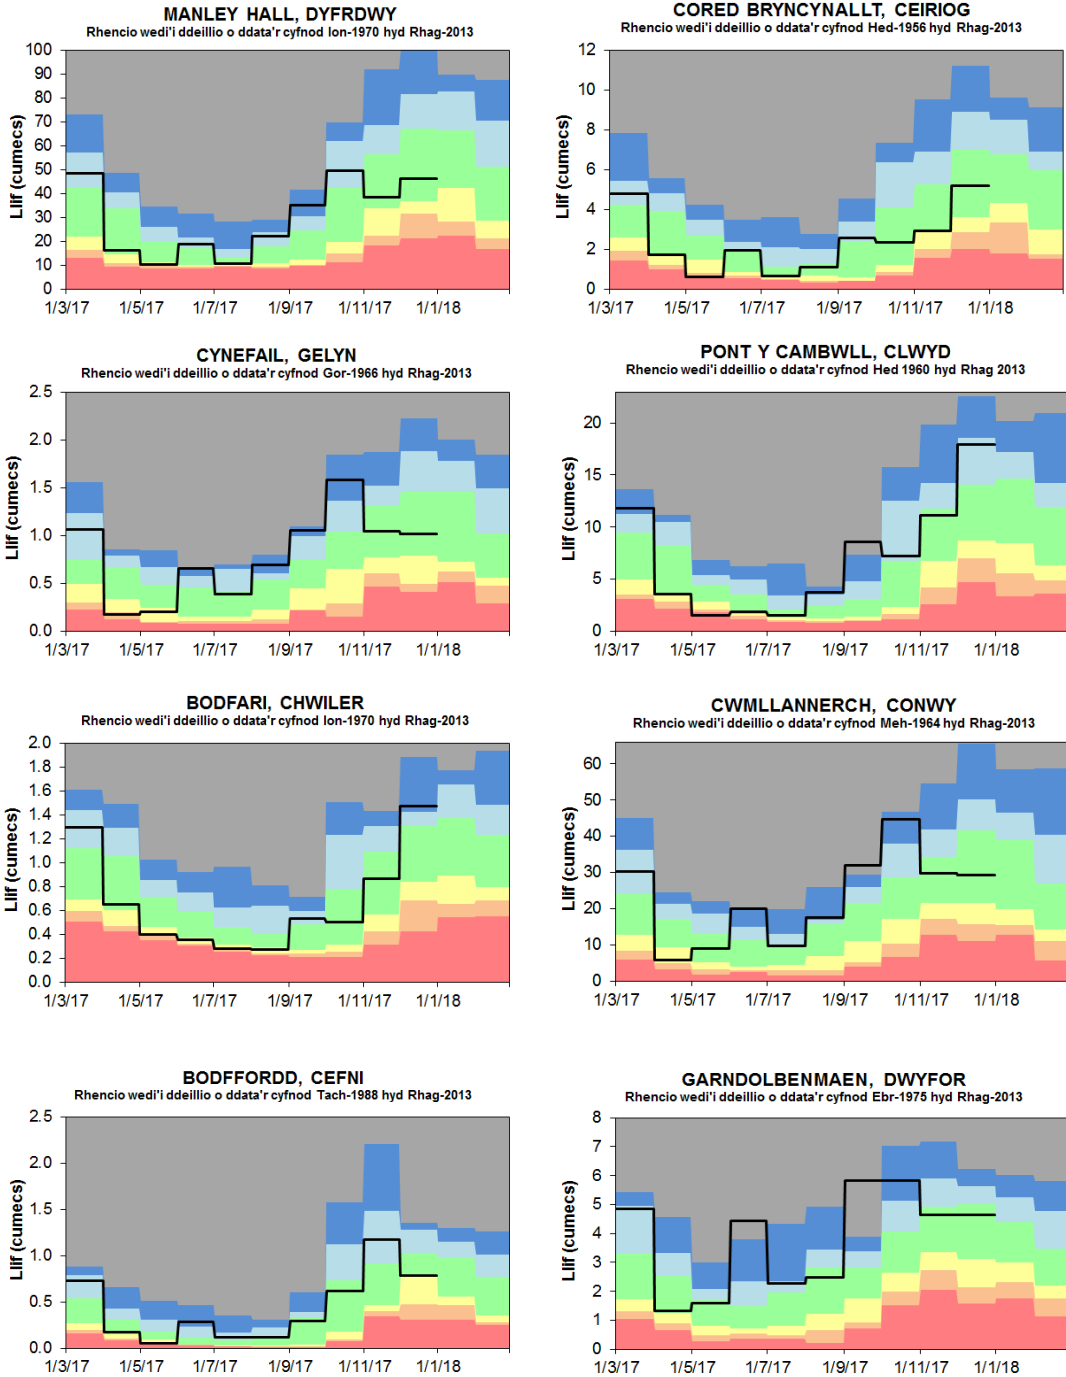 MANLEY HALL, DYFRDWY
Rhencio wedi'i ddeillio o ddata'r cyfnod Ion-1970 hyd Rhag-2013
Llif (cumecs)
100
90
80
70
60
50
40
30
20
10
0
1/3/17 1/5/17 1/7/17 1/9/17 1/11/17 1/1/18
CORED BRYNCYNALLT, CEIRIOG
Rhencio wedi'i ddeillio o ddata'r cyfnod Hed-1956 hyd Rhag-2013
Llif (cumecs)
12
10
8
6
4
2
0
1/3/17 1/5/17 1/7/17 1/9/17 1/11/17 1/1/18
CYNEFAIL, GELYN
Rhencio wedi'i ddeillio o ddata'r cyfnod Gor-1966 hyd Rhag-2013
Llif (cumecs)
2.5
2.0
1.5
1.0
0.5
0.0
1/3/17 1/5/17 1/7/17 1/9/17 1/11/17 1/1/18
PONT Y CAMBWLL, CLWYD
Rhencio wedi'i ddeillio o ddata'r cyfnod Hed 1960 hyd Rhag 2013
Llif (cumecs)
20
15
10
5
0
1/3/17 1/5/17 1/7/17 1/9/17 1/11/17 1/1/18
BODFARI, CHWILER
Rhencio wedi'i ddeillio o ddata'r cyfnod Ion-1970 hyd Rhag-2013
Llif (cumecs)
2.0
1.8
1.6
1.4
1.2
1.0
0.8
0.6
0.4
0.2
0.0
1/3/17 1/5/17 1/7/17 1/9/17 1/11/17 1/1/18
CWMLLANNERCH, CONWY
Rhencio wedi'i ddeillio o ddata'r cyfnod Meh-1964 hyd Rhag-2013
Llif (cumecs)
60
50
40
30
20
10
0
1/3/17 1/5/17 1/7/17 1/9/17 1/11/17 1/1/18
BODFFORDD, CEFNI
Rhencio wedi'i ddeillio o ddata'r cyfnod Tach-1988 hyd Rhag-2013
Llif (cumecs)
2.5
2.0
1.5
1.0
0.5
0.0
1/3/17 1/5/17 1/7/17 1/9/17 1/11/17 1/1/18
GARNDOLBENMAEN, DWYFOR
Rhencio wedi'i ddeillio o ddata'r cyfnod Ebr-1975 hyd Rhag-2013
Llif (cumecs)
8
7
6
5
4
3
2
1
0
1/3/17 1/5/17 1/7/17 1/9/17 1/11/17 1/1/18